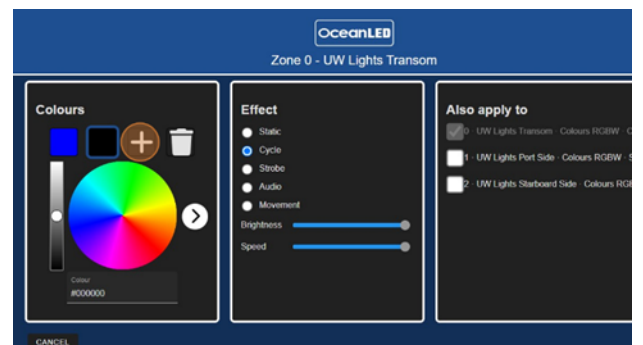 OceanLED
Zone 0 - UW Lights Transom
Colours
Colour
#000000
Effect
Static
Cycle
Strobe
Audio
Movement
Brightness
Speed
Also apply to
0 · UW Lights Transom · Colours RGBW · C
1 · UW Lights Port Side · Colours RGBW · S
2 · UW Lights Starboard Side · Colours RGB
CANCEL